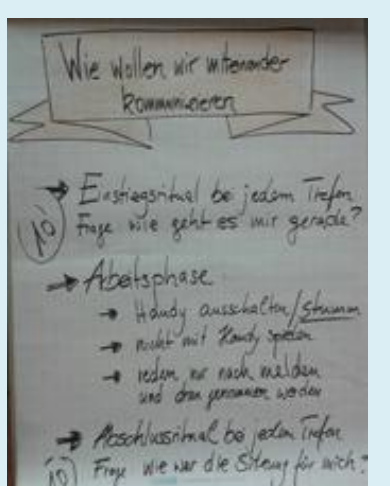 Wie wollen wir miteinander
kommunizieren
→ Einstiegsritual bei jedem Treffen
10' Frage wie geht es mir gerade?
→ Arbeitsphase
→ Handy ausschalten/stumm
→ nicht mit Handy spielen
→ reden nur nach melden
und dran genommen werden
→ Abschlussritual bei jedem Treffen
10' Frage wie war die Sitzung für mich?